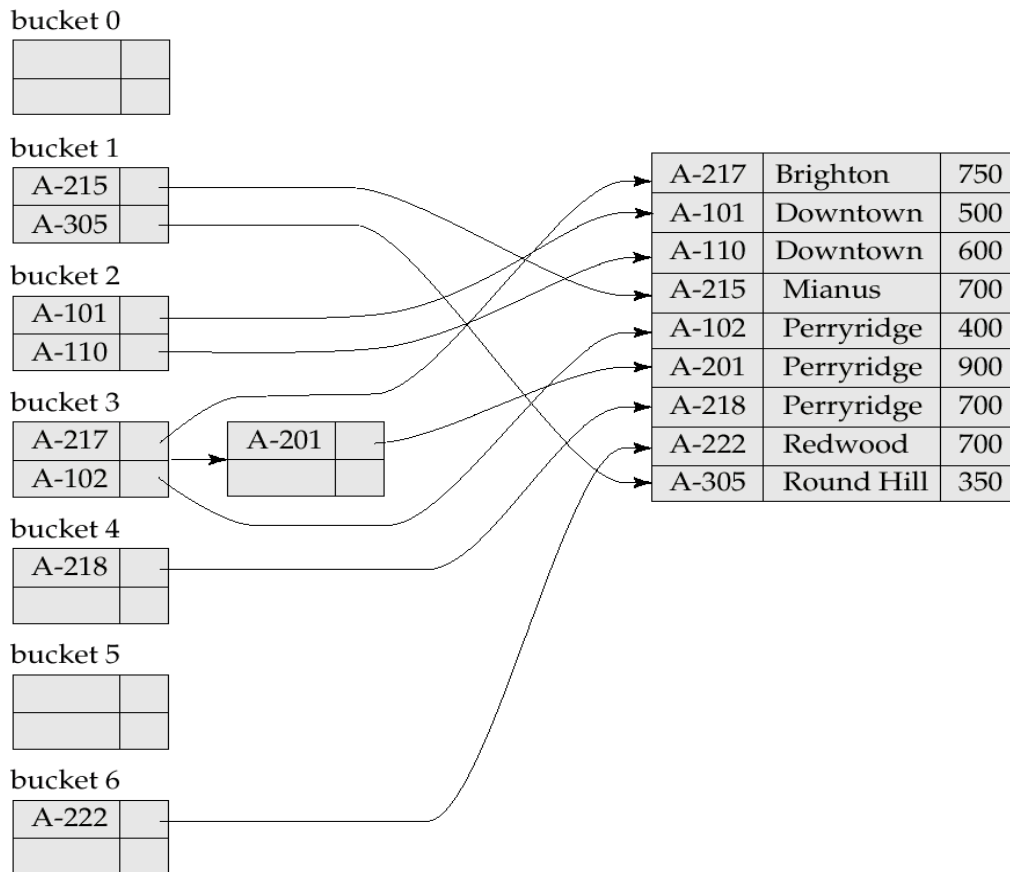 bucket 0
bucket 1
A-215
A-305
bucket 2
A-101
A-110
bucket 3
A-217
A-102
A-201
bucket 4
A-218
bucket 5
bucket 6
A-222
A-217 Brighton 750
A-101 Downtown 500
A-110 Downtown 600
A-215 Mianus 700
A-102 Perryridge 400
A-201 Perryridge 900
A-218 Perryridge 700
A-222 Redwood 700
A-305 Round Hill 350